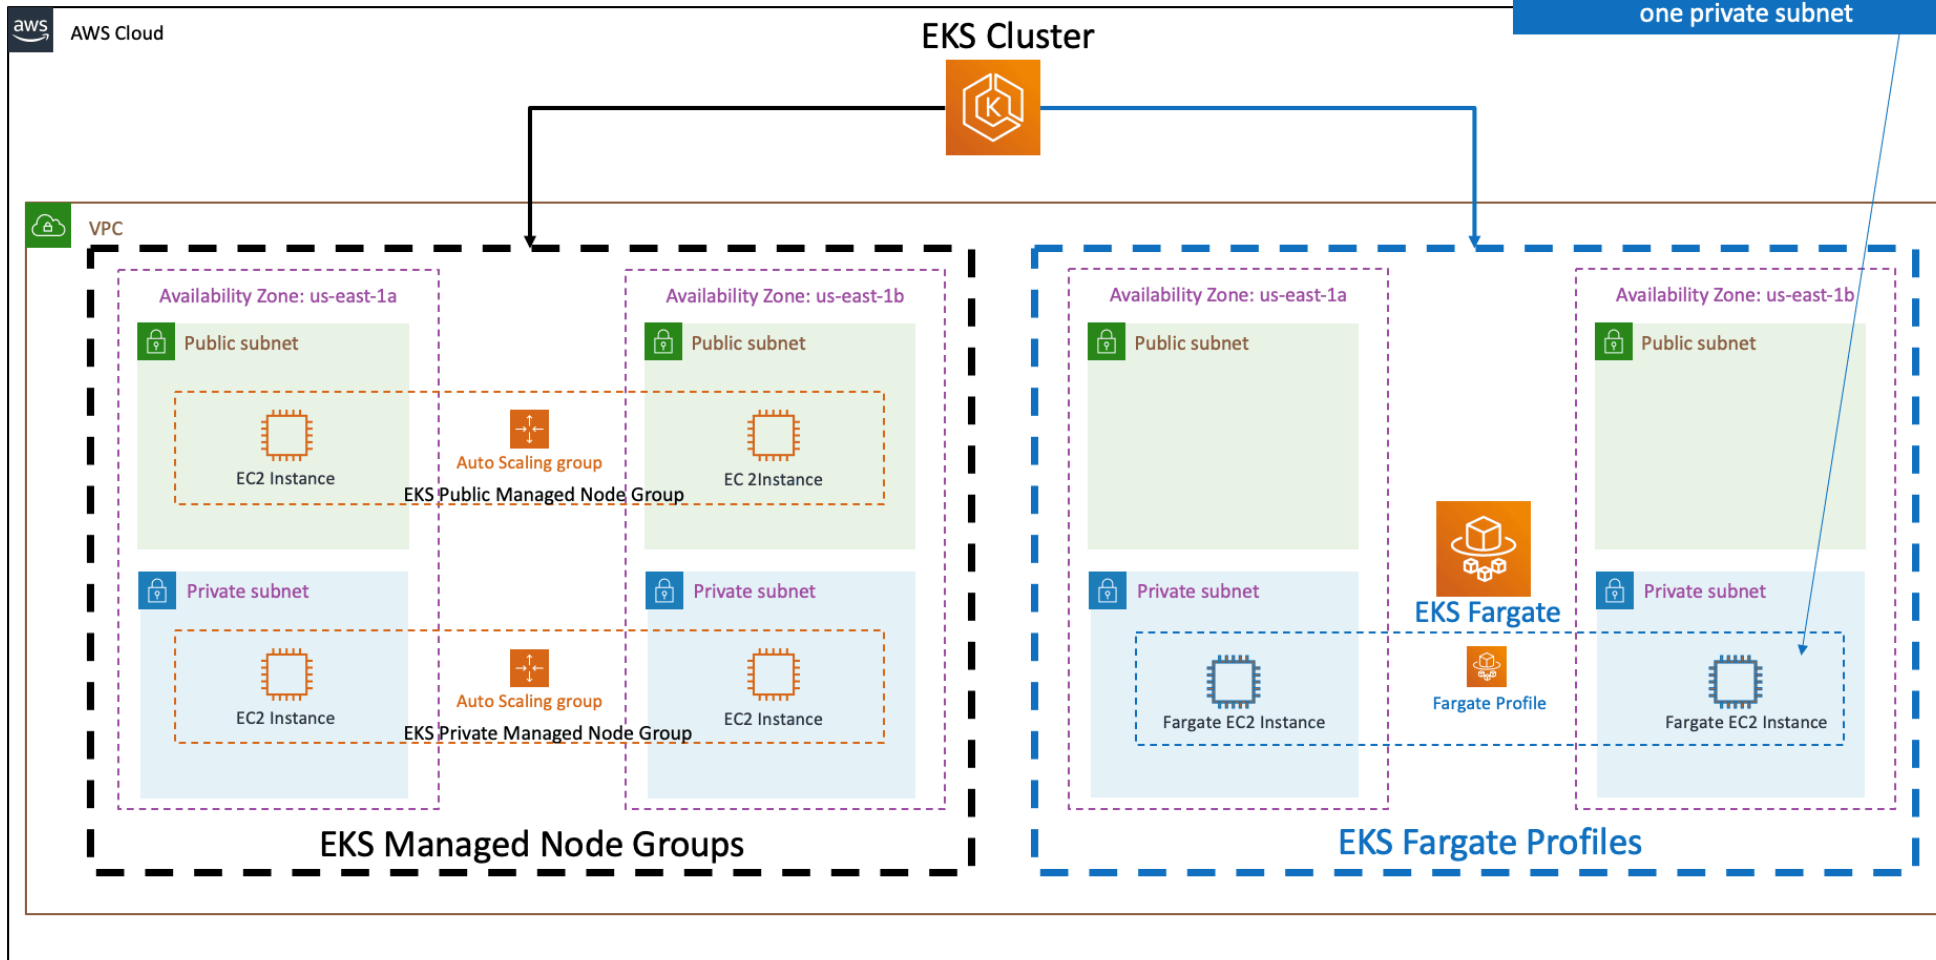 aws
AWS Cloud
EKS Cluster
one private subnet
K
VPC
Availability Zone: us-east-1a
Availability Zone: us-east-1b
Public subnet
Public subnet
EC2 Instance
Auto Scaling group
EC 2Instance
EKS Public Managed Node Group
Private subnet
Private subnet
EC2 Instance
Auto Scaling group
EC2 Instance
EKS Private Managed Node Group
EKS Managed Node Groups
Availability Zone: us-east-1a
Availability Zone: us-east-1b
Public subnet
Public subnet
Private subnet
EKS Fargate
Private subnet
Fargate EC2 Instance
Fargate Profile
Fargate EC2 Instance
EKS Fargate Profiles